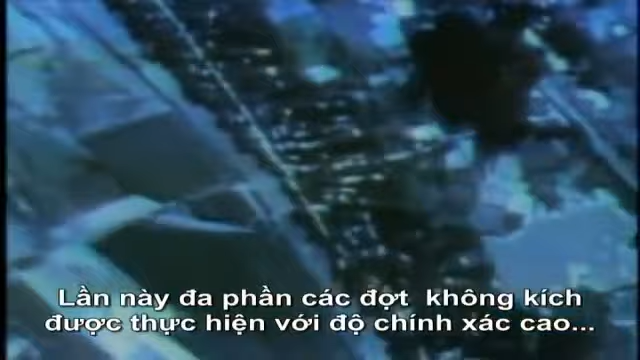 Lần này đa phần các đợt không kích
được thực hiện với độ chính xác cao...